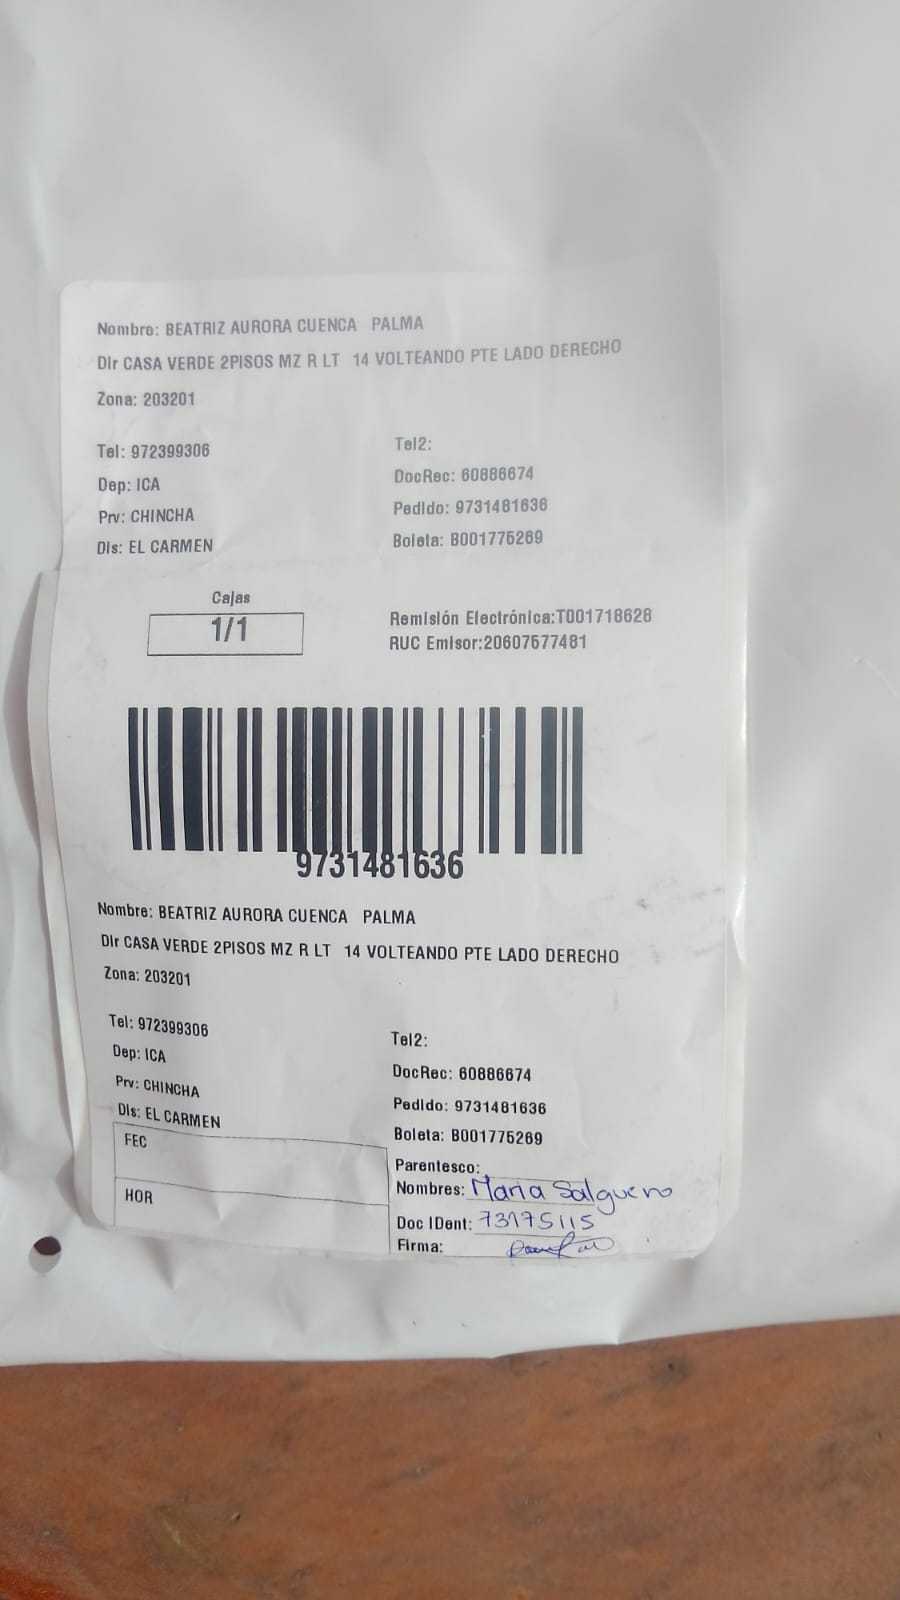 Nombre: BEATRIZ AURORA CUENCA PALMA
Dir CASA VERDE 2PISOS MZ R LT 14 VOLTEANDO PTE LADO DERECHO
Zona: 203201
Tel: 972399306
Tel2:
Dep: ICA
DocRec: 60886674
Prv: CHINCHA
Pedido: 9731481636
Dis: EL CARMEN
Boleta: B001775269
Cajas
1/1
Remisión Electrónica:T001718628
RUC Emisor:20607577481
9731481636
Nombre: BEATRIZ AURORA CUENCA PALMA
Dir CASA VERDE 2PISOS MZ R LT 14 VOLTEANDO PTE LADO DERECHO
Zona: 203201
Tel: 972399306
Tel2:
Dep: ICA
DocRec: 60886674
Prv: CHINCHA
Pedido: 9731481636
Dis: EL CARMEN
Boleta: B001775269
FEC
HOR
Parentesco:
Nombres: Maria Salguero
Doc IDent: 73175115
Firma: